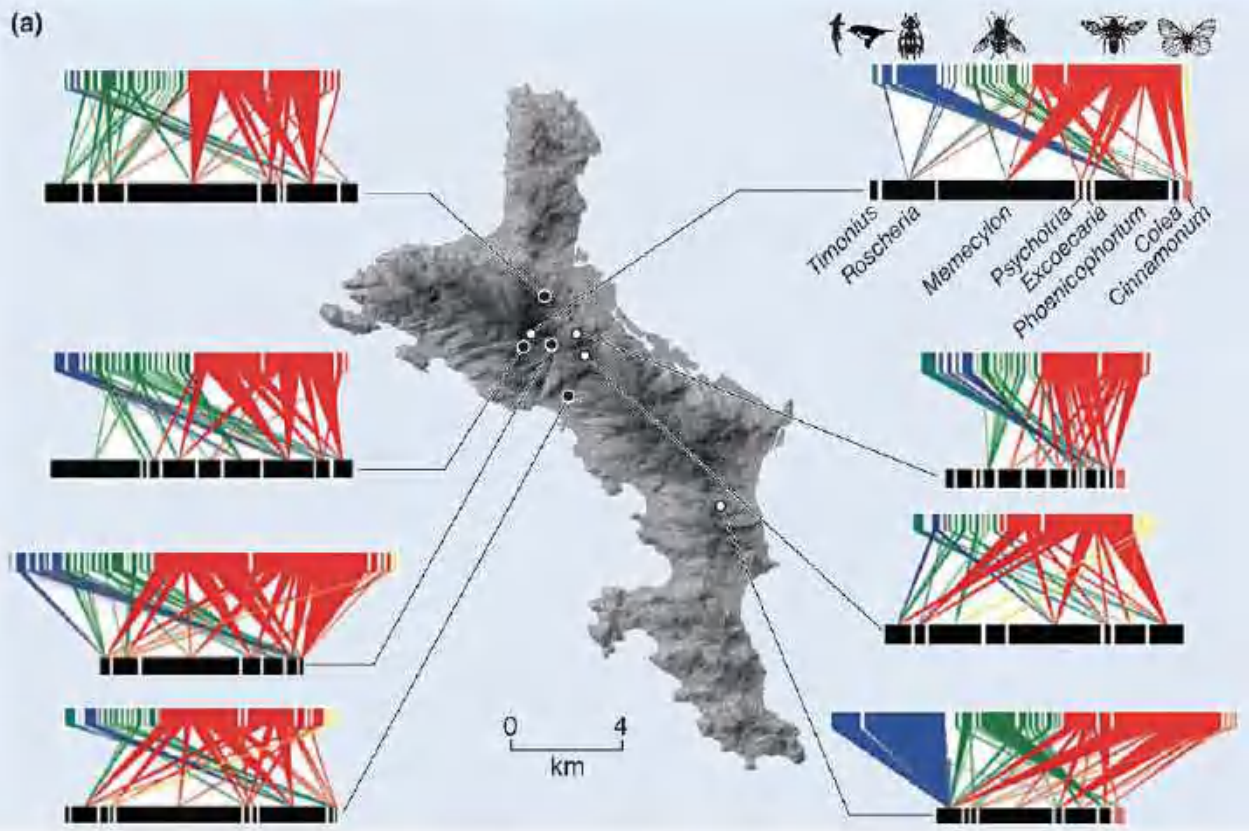 (a)
Timonius
Roscheria
Memecylon
Psychotria
Excoecaria
Phoenicophorium
Colea
Cinnamonum
0 4
km